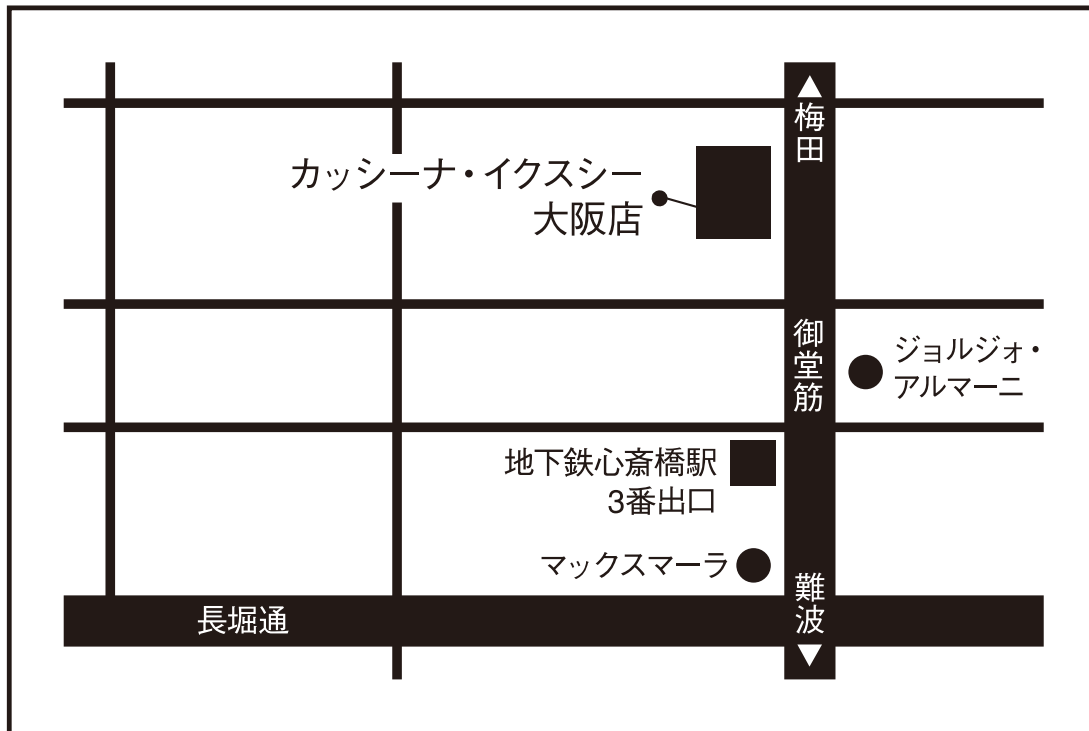 ▲梅田
カッシーナ・イクスシー
大阪店
御堂筋
ジョルジォ・
アルマーニ
地下鉄心斎橋駅
3番出口
マックスマーラ
難波▼
長堀通